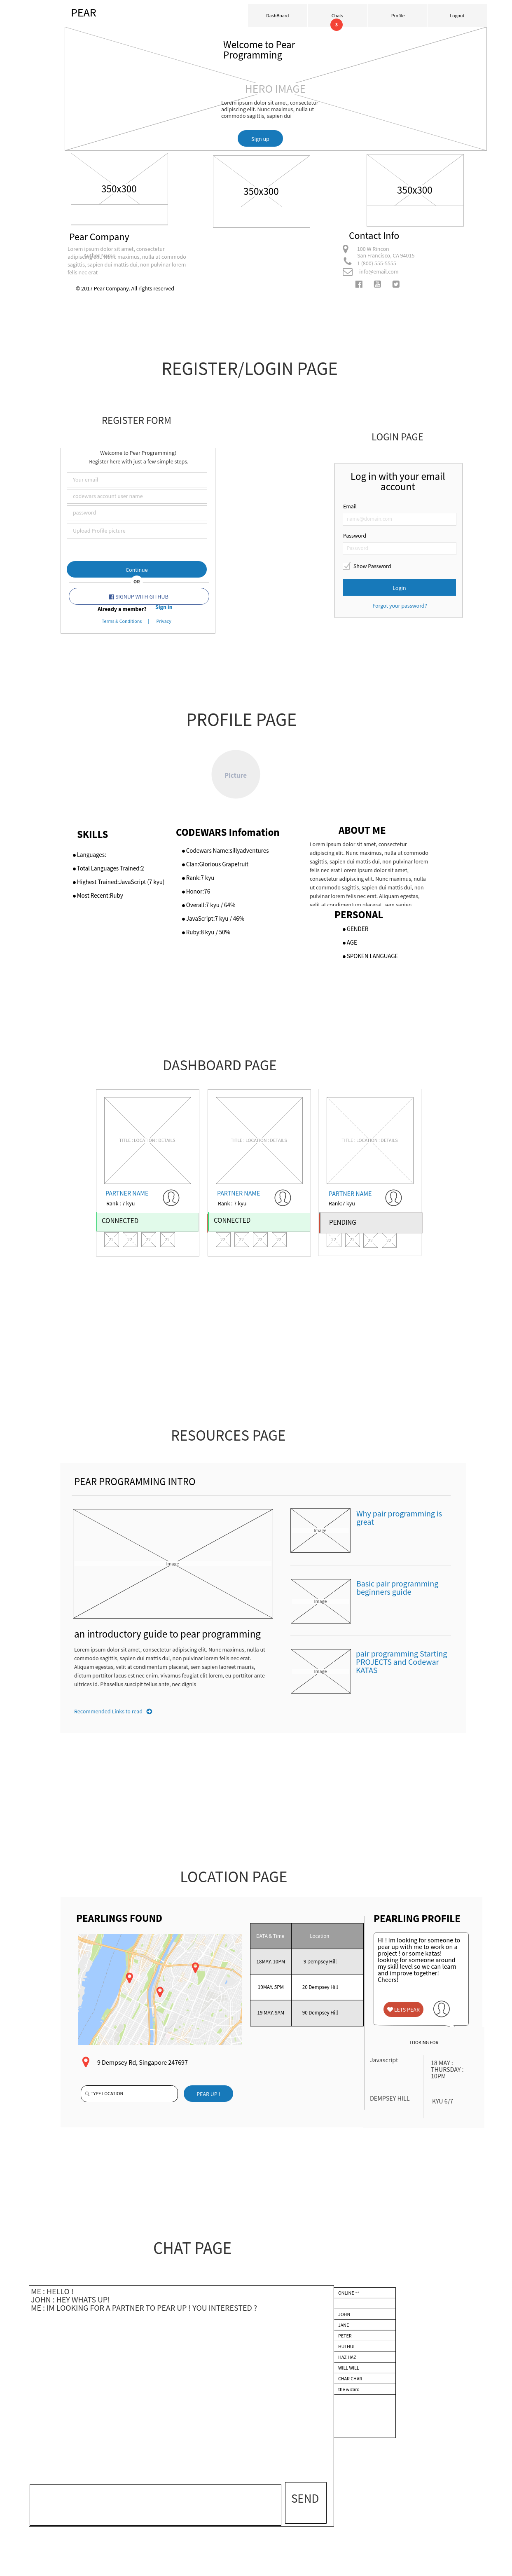 PEAR
DashBoard
Chats
Profile
Logout
3
Welcome to Pear
Programming
HERO IMAGE
Lorem ipsum dolor sit amet, consectetur
adipiscing elit. Nunc maximus, nulla ut
commodo sagittis, sapien dui
Sign up
350x300
350x300
350x300
Pear Company
Lorem ipsum dolor sit amet, consectetur
adipiscing elit. Nunc maximus, nulla ut commodo
sagittis, sapien dui mattis dui, non pulvinar lorem
felis nec erat
© 2017 Pear Company. All rights reserved
Contact Info
100 W Rincon
San Francisco, CA 94015
1 (800) 555-5555
info@email.com
REGISTER/LOGIN PAGE
REGISTER FORM
Welcome to Pear Programming!
Register here with just a few simple steps.
Your email
codewars account user name
password
Upload Profile picture
Continue
OR
SIGNUP WITH GITHUB
Already a member?
Sign in
Terms & Conditions | Privacy
LOGIN PAGE
Log in with your email
account
Email
Password
Password
Show Password
Login
Forgot your password?
PROFILE PAGE
Picture
SKILLS
Languages:
Total Languages Trained:2
Highest Trained:JavaScript (7 kyu)
Most Recent:Ruby
CODEWARS Infomation
Codewars Name:sillyadventures
Clan:Glorious Grapefruit
Rank:7 kyu
Honor:76
Overall:7 kyu / 64%
JavaScript:7 kyu / 46%
Ruby:8 kyu / 50%
ABOUT ME
Lorem ipsum dolor sit amet, consectetur
adipiscing elit. Nunc maximus, nulla ut commodo
sagittis, sapien dui mattis dui, non pulvinar lorem
felis nec erat Lorem ipsum dolor sit amet,
consectetur adipiscing elit. Nunc maximus, nulla
ut commodo sagittis, sapien dui mattis dui, non
pulvinar lorem felis nec erat. Aliquam egestas,
velit at condimentum placerat, sem sapien
PERSONAL
GENDER
AGE
SPOKEN LANGUAGE
DASHBOARD PAGE
TITLE : LOCATION : DETAILS
PARTNER NAME
Rank : 7 kyu
CONNECTED
TITLE : LOCATION : DETAILS
PARTNER NAME
Rank : 7 kyu
CONNECTED
TITLE : LOCATION : DETAILS
PARTNER NAME
Rank:7 kyu
PENDING
RESOURCES PAGE
PEAR PROGRAMMING INTRO
Image
an introductory guide to pear programming
Lorem ipsum dolor sit amet, consectetur adipiscing elit. Nunc maximus, nulla ut
commodo sagittis, sapien dui mattis dui, non pulvinar lorem felis nec erat.
Aliquam egestas, velit at condimentum placerat, sem sapien laoreet mauris,
dictum porttitor lacus est nec enim. Vivamus feugiat elit lorem, eu porttitor ante
ultrices id. Phasellus suscipit tellus ante, nec dignis
Recommended Links to read
Image
Why pair programming is
great
Image
Basic pair programming
beginners guide
Image
pair programming Starting
PROJECTS and Codewar
KATAS
LOCATION PAGE
PEARLINGS FOUND
9 Dempsey Rd, Singapore 247697
TYPE LOCATION
PEAR UP !
DATA & Time Location
18MAY. 10PM 9 Dempsey Hill
19MAY. 5PM 20 Dempsey Hill
19 MAY. 9AM 90 Dempsey Hill
PEARLING PROFILE
HI ! Im looking for someone to
pear up with me to work on a
project ! or some katas!
looking for someone around
my skill level so we can learn
and improve together!
Cheers!
LETS PEAR
LOOKING FOR
Javascript
18 MAY :
THURSDAY :
10PM
DEMPSEY HILL
KYU 6/7
CHAT PAGE
ME : HELLO !
JOHN : HEY WHATS UP!
ME : IM LOOKING FOR A PARTNER TO PEAR UP ! YOU INTERESTED ?
SEND
ONLINE **
JOHN
JANE
PETER
HUI HUI
HAZ HAZ
WILL WILL
CHAR CHAR
the wizard